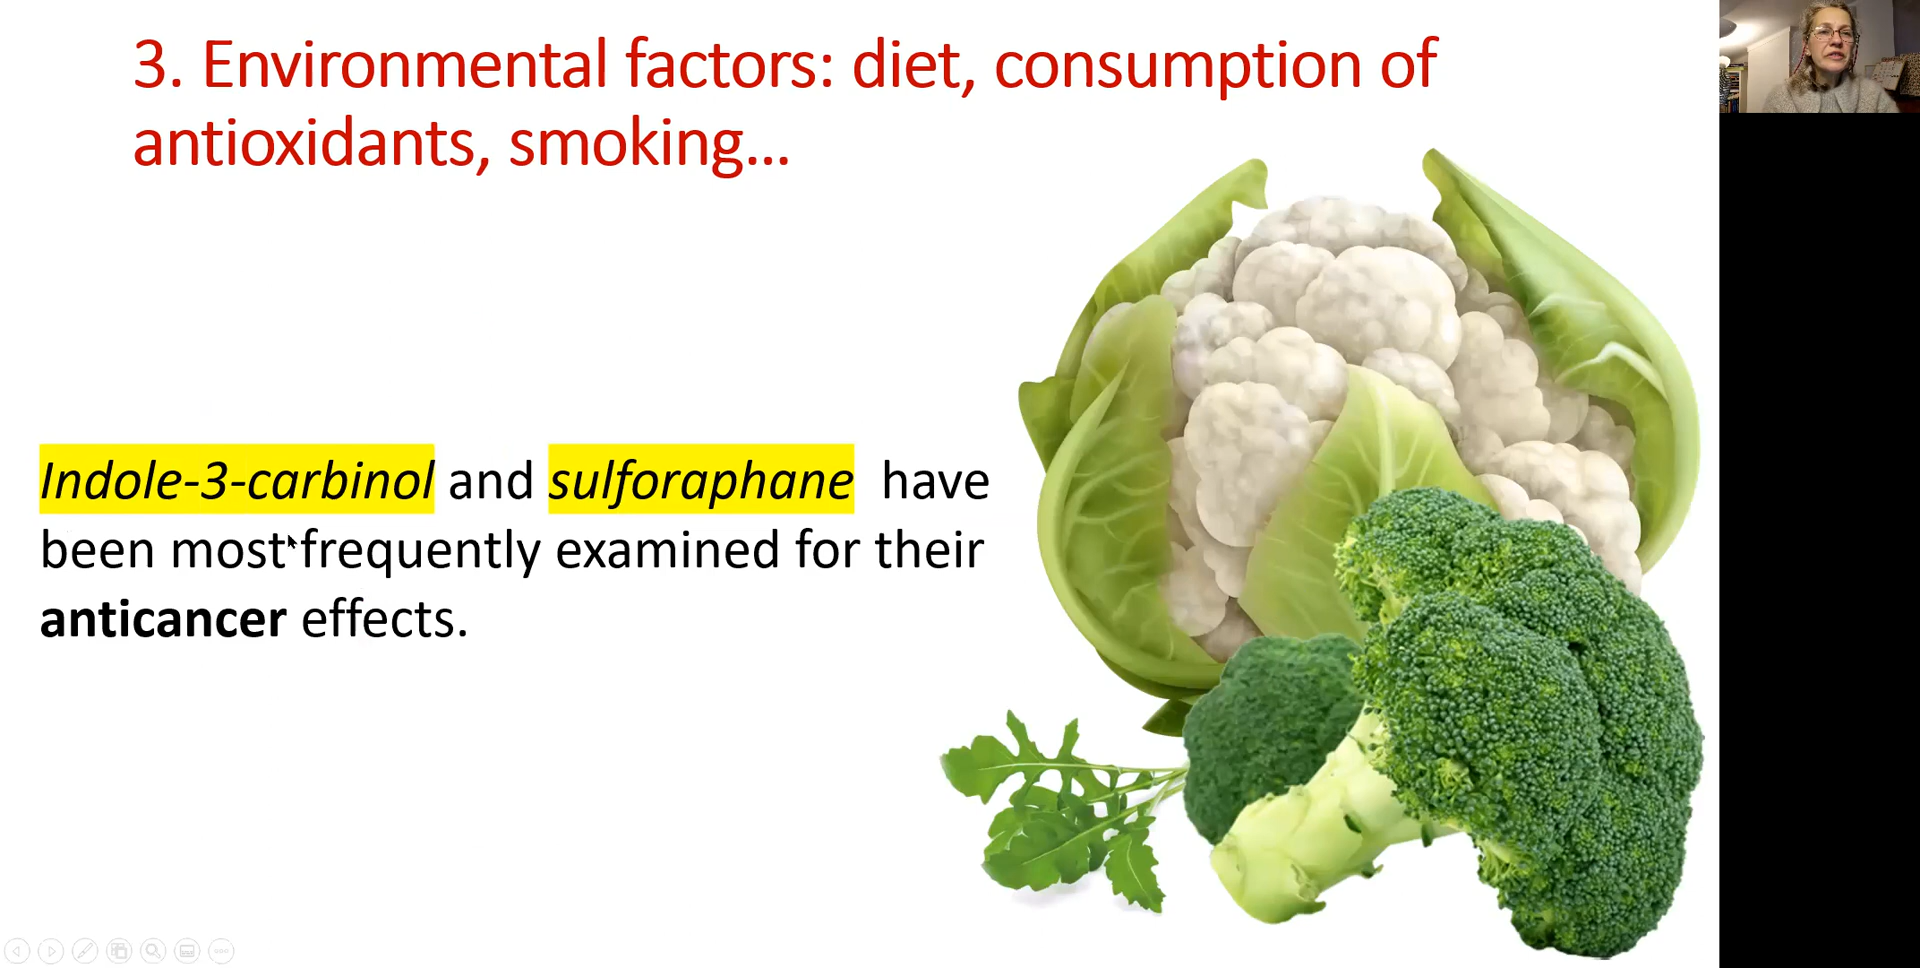 3. Environmental factors: diet, consumption of
antioxidants, smoking...
Indole-3-carbinol and sulforaphane have
been most frequently examined for their
anticancer effects.